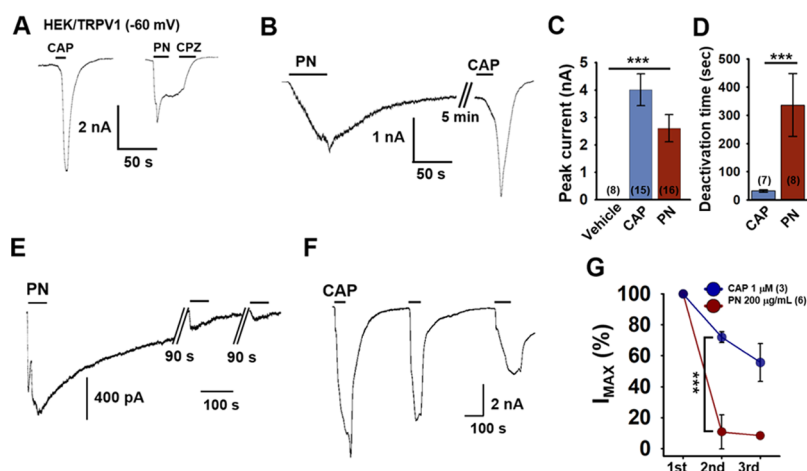 A
HEK/TRPV1 (-60 mV)
CAP
PN
CPZ
2 nA
50 s
B
PN
CAP
5 min
1 nA
50 s
C
***
Peak current (nA)
5
4
3
2
1
0
(8)
(15)
(16)
Vehicle
CAP
PN
D
***
Deactivation time (sec)
500
400
300
200
100
0
(7)
(8)
CAP
PN
E
PN
90 s
90 s
400 pA
100 s
F
CAP
2 nA
100 s
G
CAP 1 µM (3)
PN 200 µg/mL (6)
IMAX (%)
100
80
60
40
20
0
***
1st 2nd 3rd